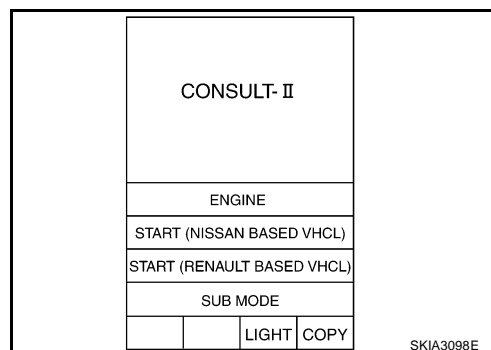 CONSULT-Ⅱ
ENGINE
START (NISSAN BASED VHCL)
START (RENAULT BASED VHCL)
SUB MODE
LIGHT COPY
SKIA3098E